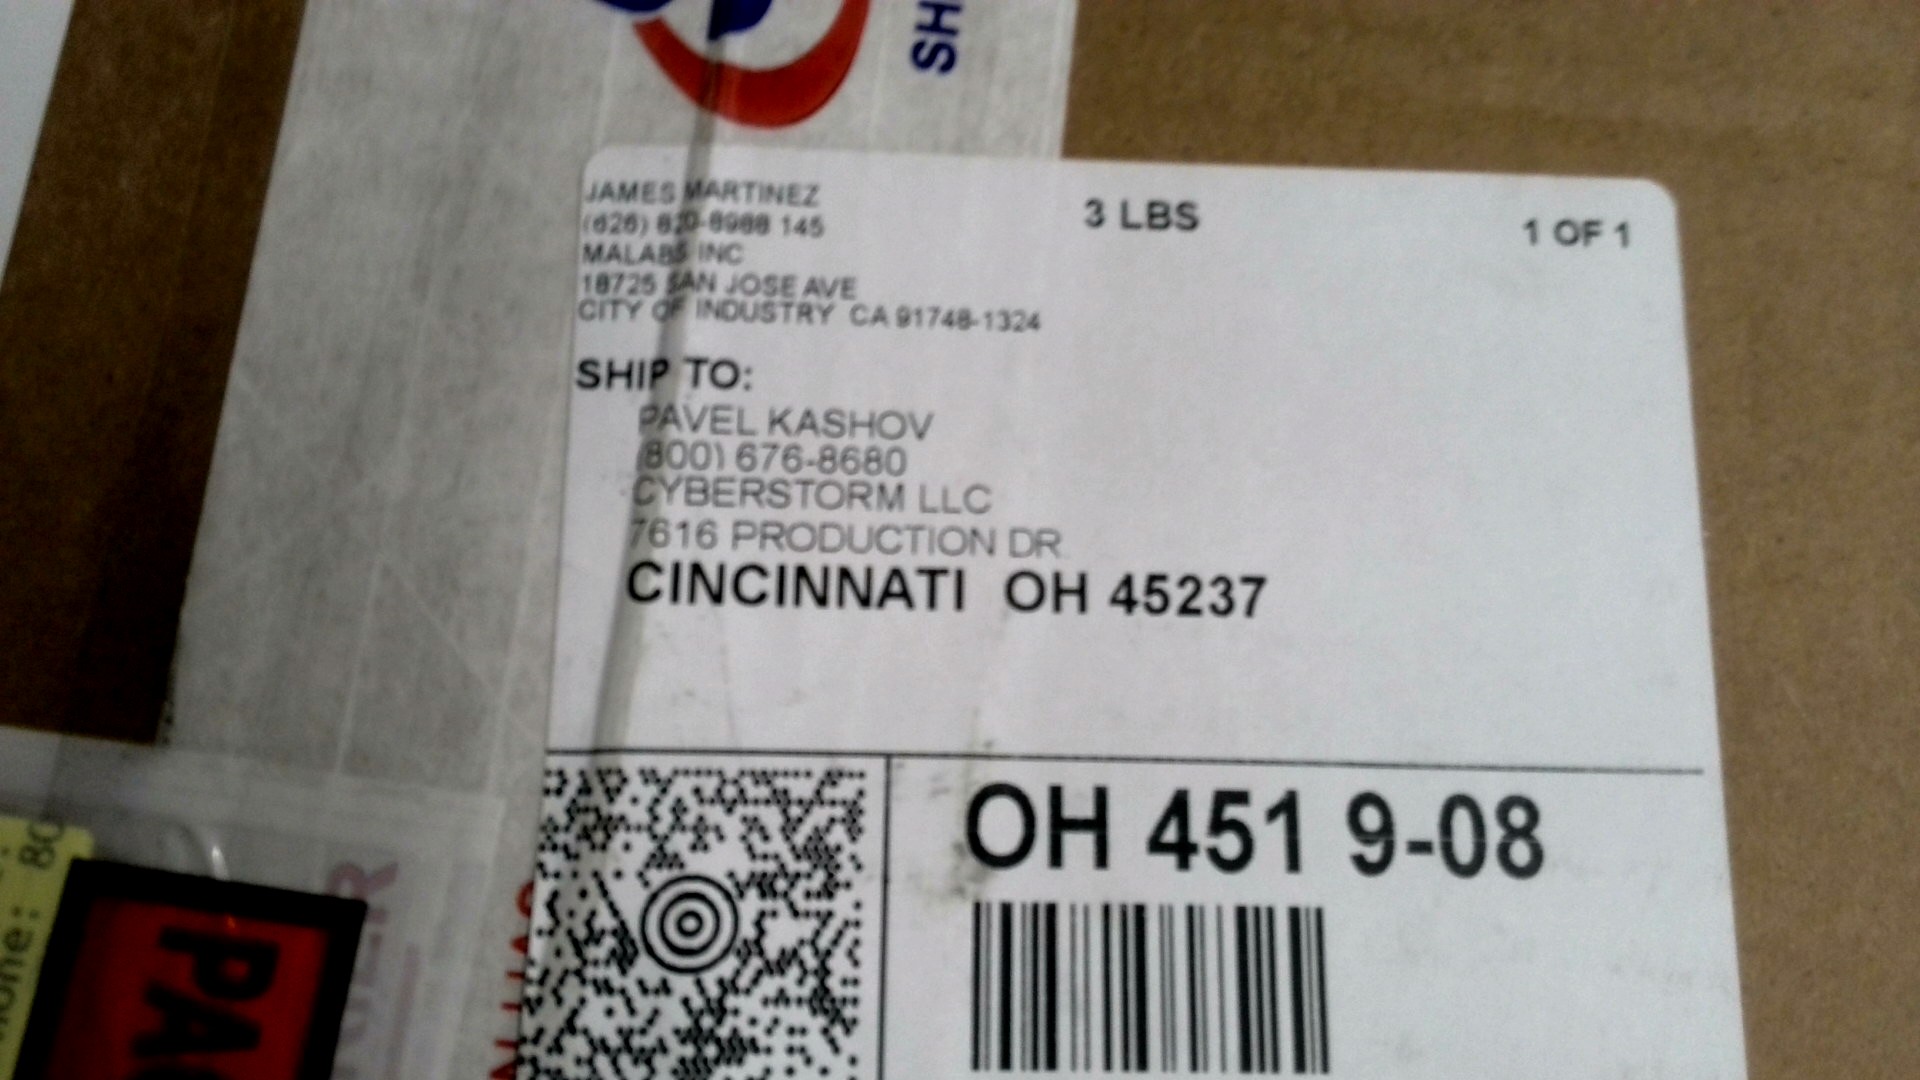 SH
JAMES MARTINEZ
(626) 820-8988 145
MALABS INC
18725 SAN JOSE AVE
CITY OF INDUSTRY CA 91748-1324
3 LBS
1 OF 1
SHIP TO:
PAVEL KASHOV
(800) 676-8680
CYBERSTORM LLC
7616 PRODUCTION DR
CINCINNATI OH 45237
OH 451 9-08
PAC